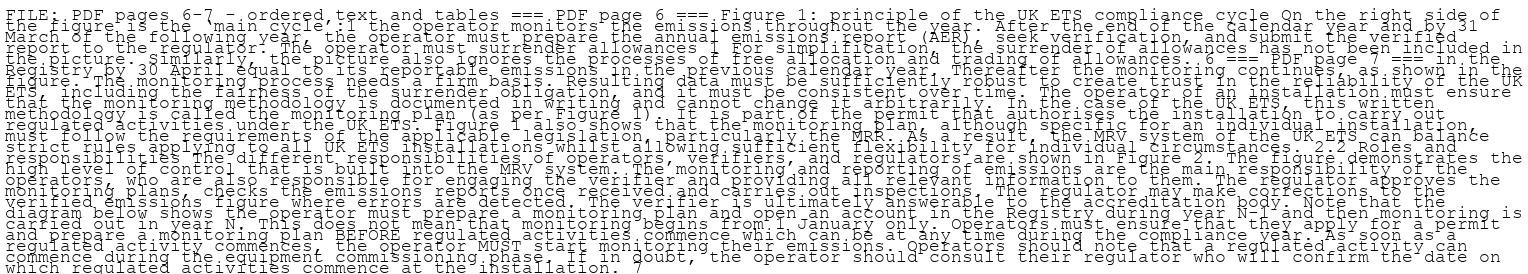 FILE: PDF pages 6-7 - ordered text and tables === PDF page 6 === Figure 1: principle of the UK ETS compliance cycle On the right side of
the figure is the 'main cycle': the operator monitors the emissions throughout the year. After the end of the Calendar year and by 31
March of the following year, the operator must prepare the annual emissions report (AER), seek verification, and submit the verified
report to the regulator. The operator must surrender allowances 1 For simplification, the surrender of allowances has not been included in
the picture. Similarly, the picture also ignores the processes of free allocation and trading of allowances. 6 === PDF page 7 === in the
Registry by 30 April equal to its reportable emissions in the previous calendar year. Thereafter the monitoring continues, as shown in the
figure. The monitoring process needs a firm basis. Resulting data must be sufficiently robust to create trust in the reliability of the UK
ETS, including the fairness of the surrender obligation, and it must be consistent over time. The operator of an installation must ensure
that the monitoring methodology is documented in writing and cannot change it arbitrarily. In the case of the UK ETS, this written
methodology is called the monitoring plan (as per Figure 1). It is part of the permit that authorises the installation to carry out
regulated activities under the UK ETS. Figure 1 also shows that the monitoring plan, although specific for an individual installation,
must follow the requirements of the applicable legislation, particularly the MRR. As a result, the MRV system of the UK ETS can balance
strict rules applying to all UK ETS installations whilst allowing sufficient flexibility for individual circumstances. 2.2 Roles and
responsibilities The different responsibilities of operators, verifiers, and regulators are shown in Figure 2. The figure demonstrates the
high level of control that is built into the MRV system. The monitoring and reporting of emissions are the main responsibility of the
operators, who are also responsible for engaging the verifier and providing all relevant information to them. The regulator approves the
monitoring plans, checks the emissions reports once received and carries out inspections. The regulator may make corrections to the
verified emissions figure where errors are detected. The verifier is ultimately answerable to the accreditation body. Note that the
diagram below shows the operator must prepare a monitoring plan and open an account in the Registry during year N-1 and then monitoring is
carried out in year N. This does not mean that monitoring begins from 1 January only. Operators must ensure that they apply for a permit
and prepare a monitoring plan BEFORE regulated activities commence which can be at any time during the compliance year. As soon as a
regulated activity commences, the operator MUST start monitoring their emissions. Operators should note that a regulated activity can
commence during the equipment commissioning phase. If in doubt, the operator should consult their regulator who will confirm the date on
which regulated activities commence at the installation. 7